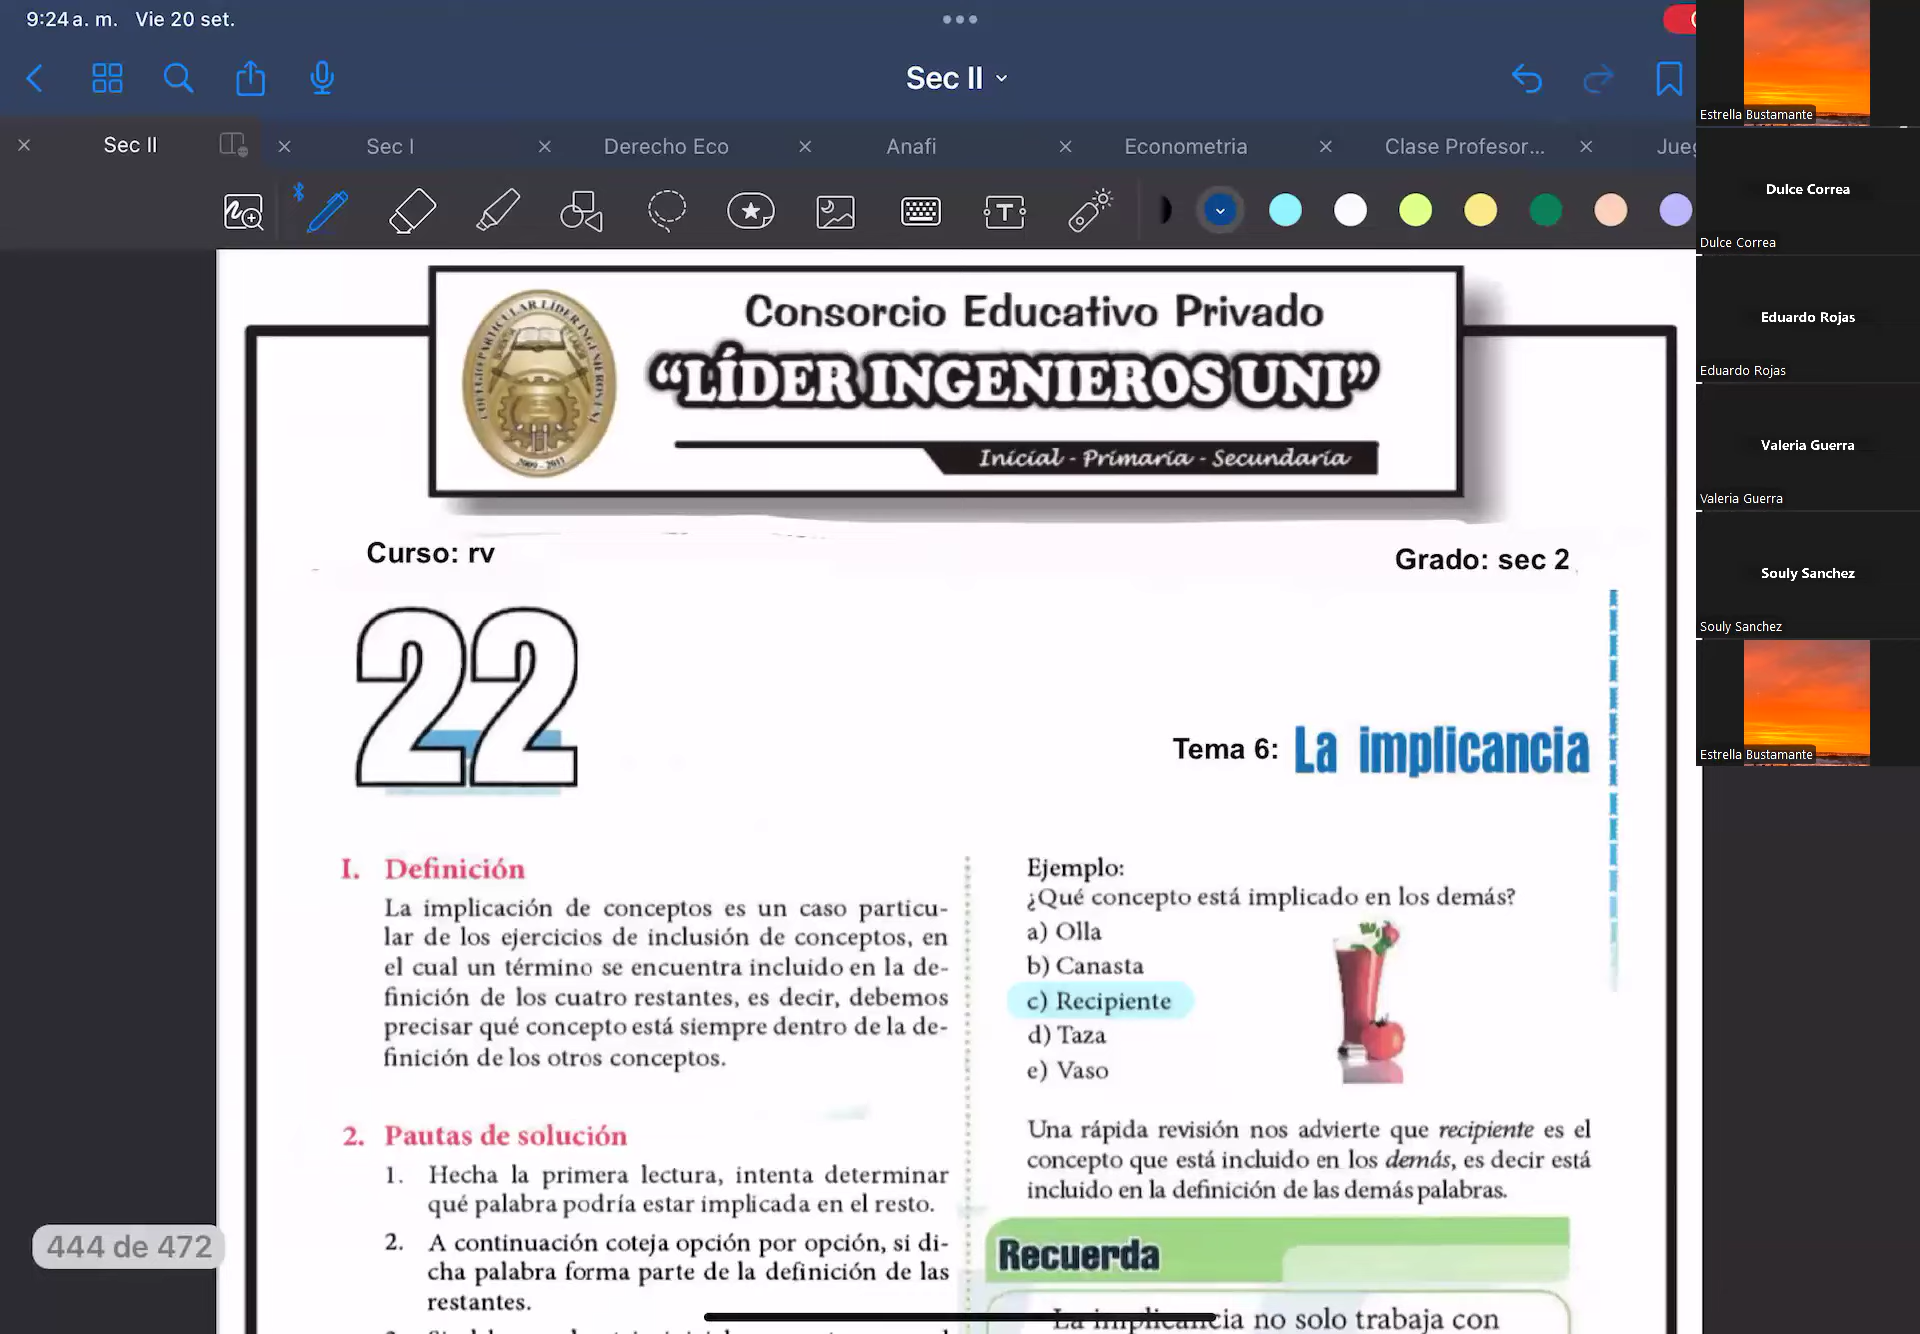 9:24 a. m. Vie 20 set.
Sec II
Sec II
Sec I
Derecho Eco
Anafi
Econometria
Clase Profesor...
Consorcio Educativo Privado
“LÍDER INGENIEROS UNI”
Inicial - Primaria - Secundaria
Curso: rv
Grado: sec 2
22
Tema 6: La implicancia
I. Definición
La implicación de conceptos es un caso particu-
lar de los ejercicios de inclusión de conceptos, en
el cual un término se encuentra incluido en la de-
finición de los cuatro restantes, es decir, debemos
precisar qué concepto está siempre dentro de la de-
finición de los otros conceptos.
2. Pautas de solución
1. Hecha la primera lectura, intenta determinar
qué palabra podría estar implicada en el resto.
2. A continuación coteja opción por opción, si di-
cha palabra forma parte de la definición de las
restantes.
Ejemplo:
¿Qué concepto está implicado en los demás?
a) Olla
b) Canasta
c) Recipiente
d) Taza
e) Vaso
Una rápida revisión nos advierte que recipiente es el
concepto que está incluido en los demás, es decir está
incluido en la definición de las demás palabras.
Recuerda
La implicancia no solo trabaja con
444 de 472
Estrella Bustamante
Dulce Correa
Dulce Correa
Eduardo Rojas
Eduardo Rojas
Valeria Guerra
Valeria Guerra
Souly Sanchez
Souly Sanchez
Estrella Bustamante